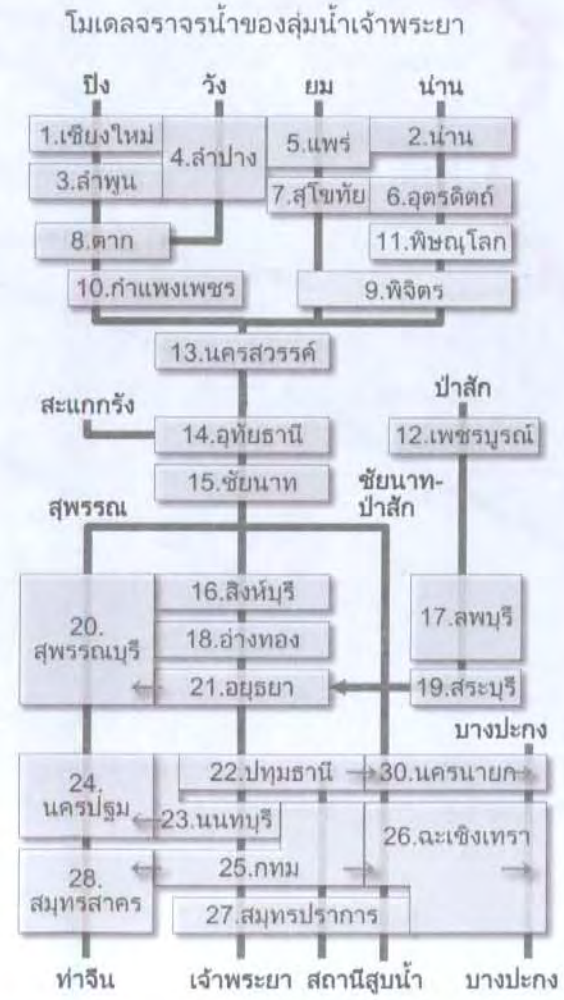 โมเดลจราจรน้ำของลุ่มน้ำเจ้าพระยา
ปิง วัง ยม น่าน
1.เชียงใหม่
4.ลำปาง
5.แพร่
2.น่าน
3.ลำพูน
7.สุโขทัย
6.อุตรดิตถ์
8.ตาก
11.พิษณุโลก
10.กำแพงเพชร
9.พิจิตร
13.นครสวรรค์
สะแกกรัง
ป่าสัก
14.อุทัยธานี
12.เพชรบูรณ์
15.ชัยนาท
ชัยนาท-
ป่าสัก
สุพรรณ
16.สิงห์บุรี
17.ลพบุรี
20.
สุพรรณบุรี
18.อ่างทอง
21.อยุธยา
19.สระบุรี
บางปะกง
22.ปทุมธานี
30.นครนายก
24.
นครปฐม
23.นนทบุรี
26.ฉะเชิงเทรา
25.กทม
28.
สมุทรสาคร
27.สมุทรปราการ
ท่าจีน เจ้าพระยา สถานีสูบน้ำ บางปะกง